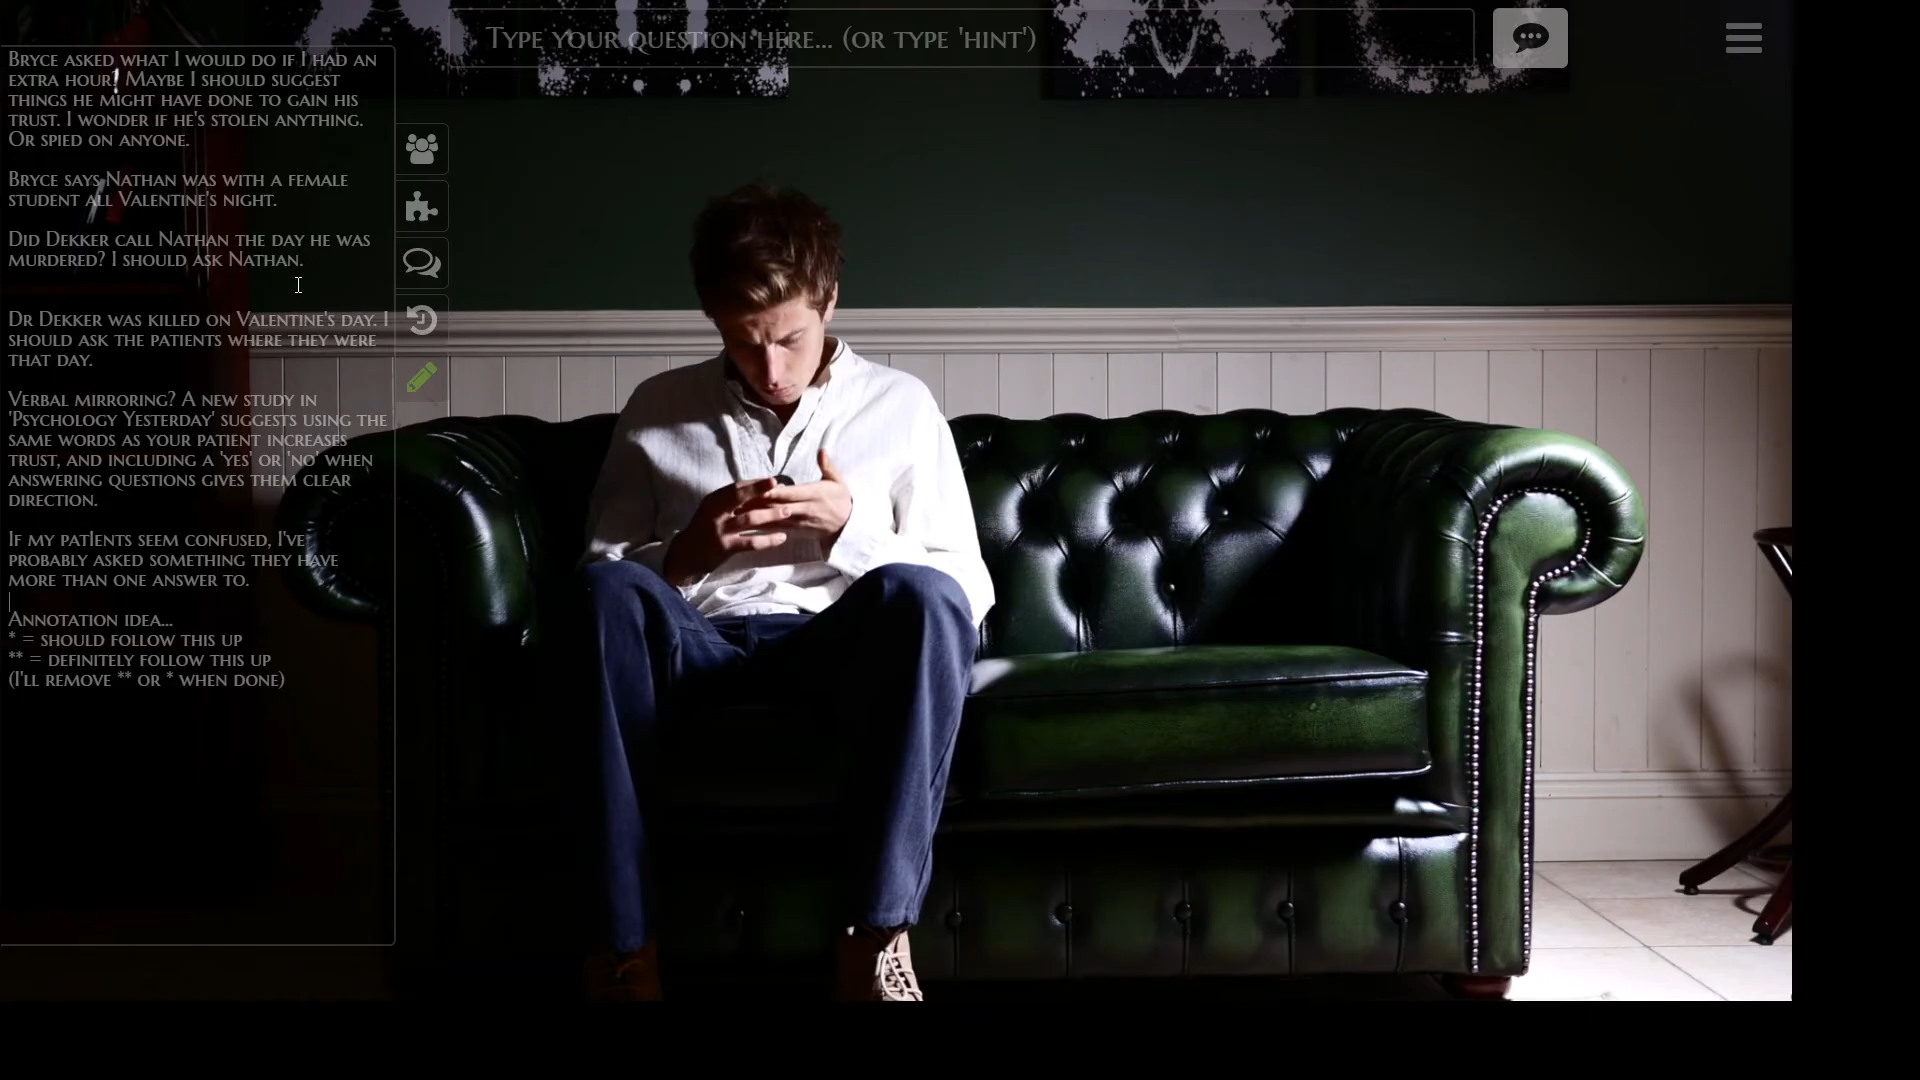 Type your question here... (or type 'hint')
Bryce asked what I would do if I had an
extra hour? Maybe I should suggest
things he might have done to gain his
trust. I wonder if he's stolen anything.
Or spied on anyone.
Bryce says Nathan was with a female
student all Valentine's night.
Did Dekker call Nathan the day he was
murdered? I should ask Nathan.
Dr Dekker was killed on Valentine's day. I
should ask the patients where they were
that day.
Verbal mirroring? A new study in
'Psychology Yesterday' suggests using the
same words as your patient increases
trust, and including a 'yes' or 'no' when
answering questions gives them clear
direction.
If my patients seem confused, I've
probably asked something they have
more than one answer to.
Annotation idea...
* = should follow this up
** = definitely follow this up
(I'll remove ** or * when done)